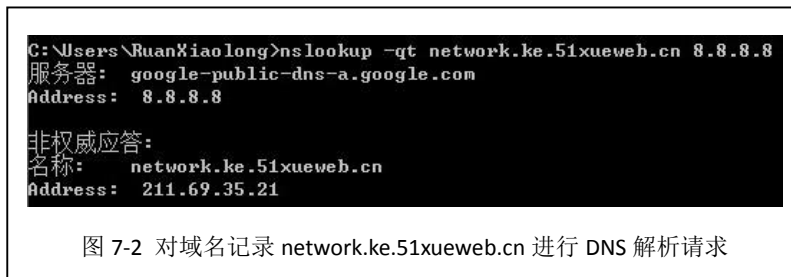 C:\Users\RuanXiaolong>nslookup -qt network.ke.51xueweb.cn 8.8.8.8
服务器: google-public-dns-a.google.com
Address: 8.8.8.8
非权威应答:
名称: network.ke.51xueweb.cn
Address: 211.69.35.21
图 7-2 对域名记录 network.ke.51xueweb.cn 进行 DNS 解析请求